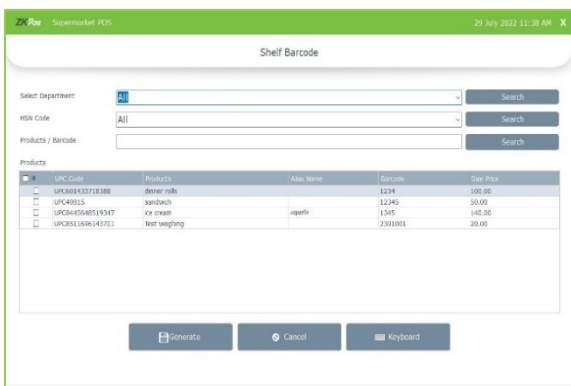 ZKPos Supermarket POS 29 July 2022 11:38 AM X
Shelf Barcode
Select Department All Search
HSN Code All Search
Products / Barcode Search
Products
UPC Code Products Alias Name Barcode Sale Price
UPC601433718388 dinner rolls 1234 100.00
UPC40915 sandwich 12345 50.00
UPC8445648519347 ice cream 1345 140.00
UPC8511696143701 Test weighing 2301001 20.00
Generate Cancel Keyboard